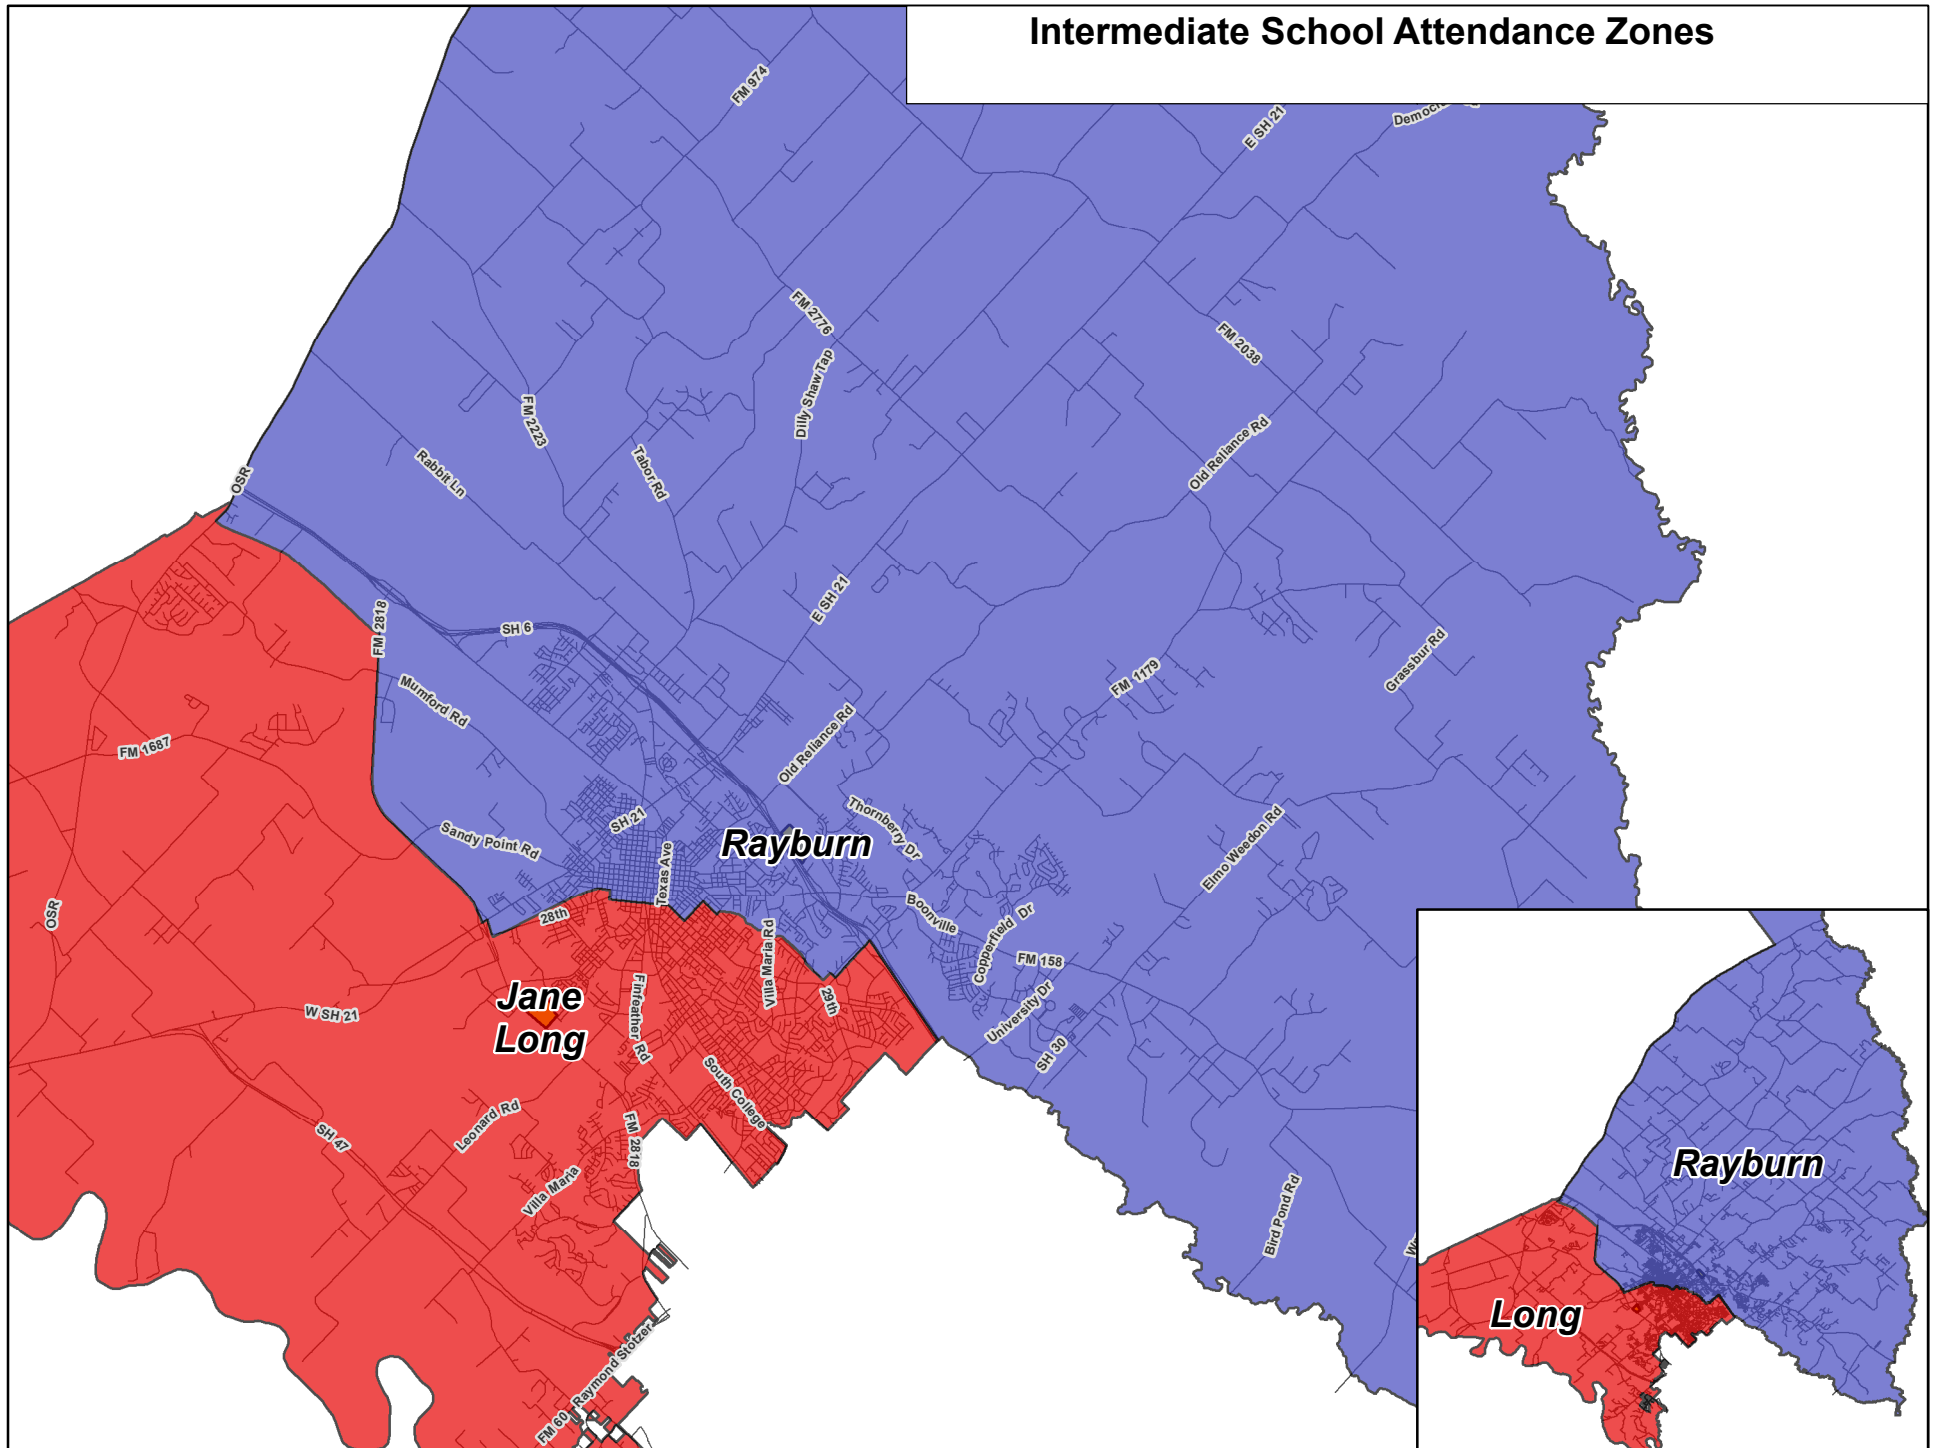 Intermediate School Attendance Zones
FM 974
E SH 21
FM 2776
FM 2038
Dilly Shaw Tap
FM 2223
Tabor Rd
Rabbit Ln
Old Reliance Rd
OSR
E SH 21
FM 2818
SH 6
Grassbur Rd
FM 1179
Mumford Rd
Old Reliance Rd
FM 1687
Thornberry Dr
SH 21
Sandy Point Rd
Rayburn
Elmo Weedon Rd
Texas Ave
OSR
28th
Boonville
Copperfield Dr
Villa Maria Rd
FM 158
Jane
Long
Finfeather Rd
29th
University Dr
W SH 21
SH 30
South College
Leonard Rd
SH 47
FM 2818
Villa Maria
Bird Pond Rd
Raymond Stotzer
FM 60
Rayburn
Long